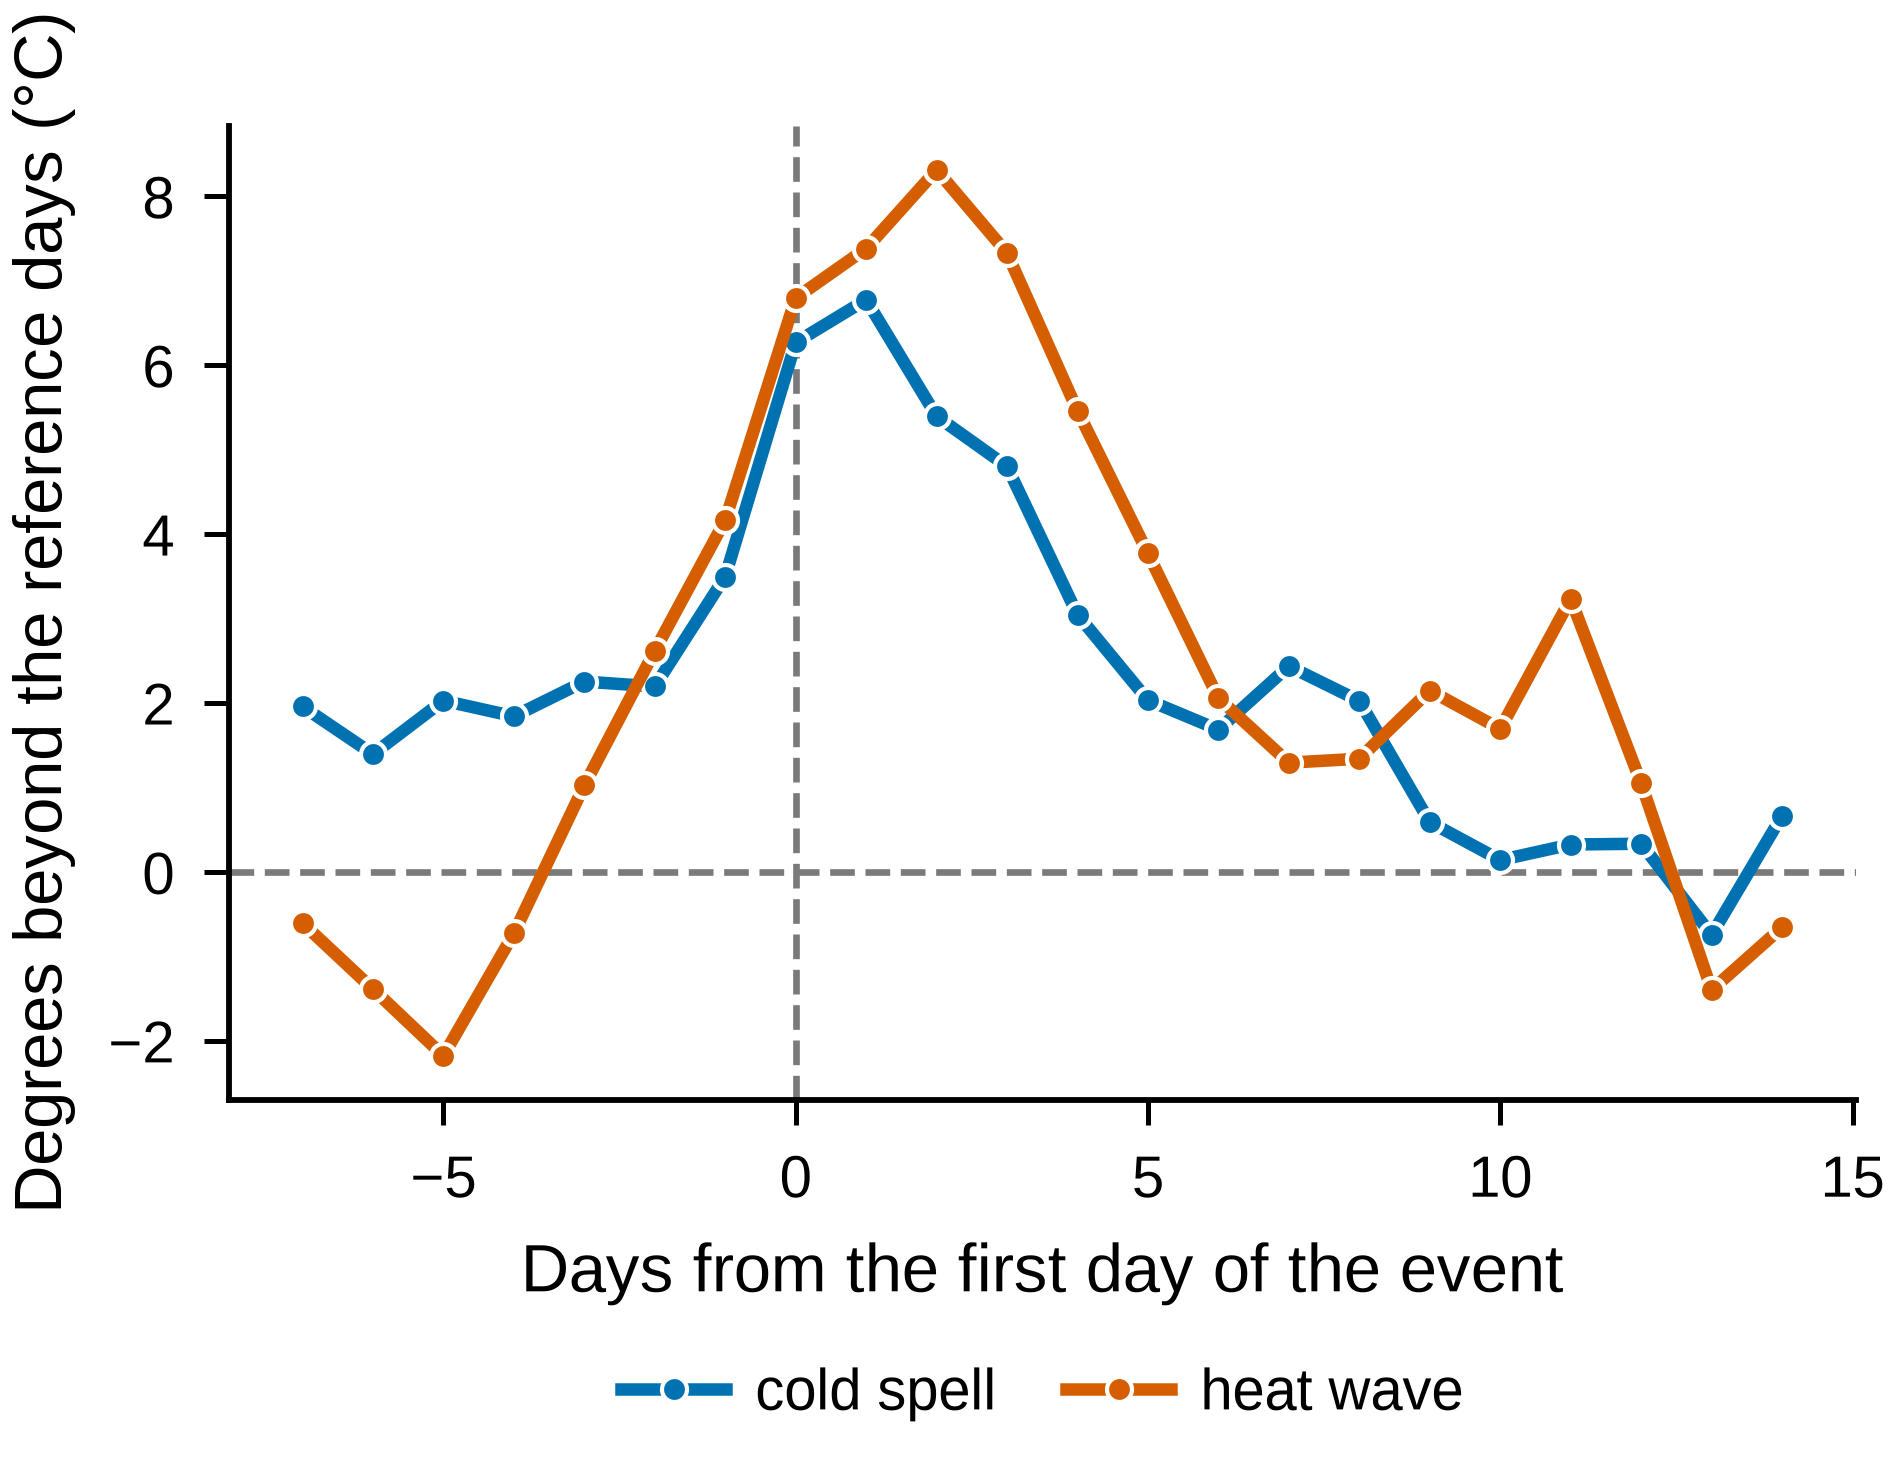 Degrees beyond the reference days (°C)
8
6
4
2
0
−2
−5
0
5
10
15
Days from the first day of the event
cold spell
heat wave